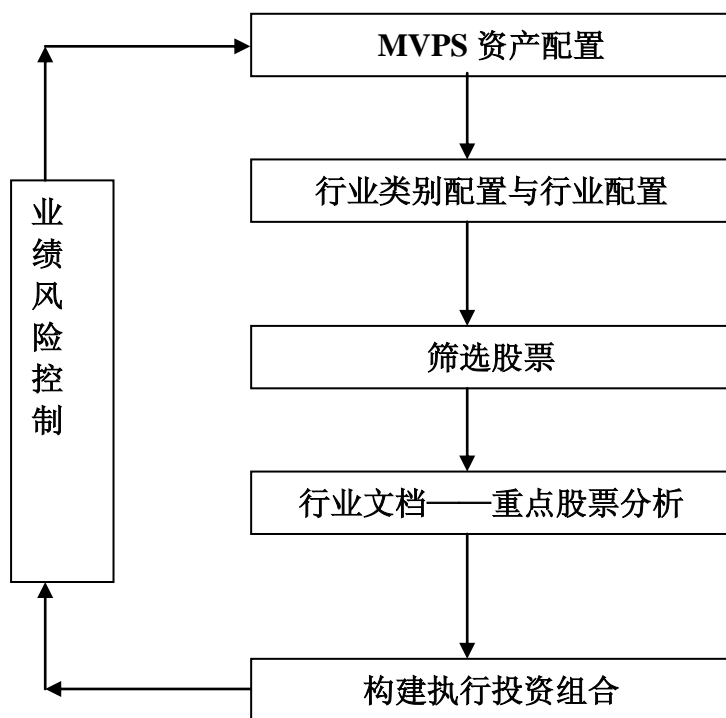 MVPS 资产配置
行业类别配置与行业配置
筛选股票
行业文档——重点股票分析
构建执行投资组合
业绩风险控制